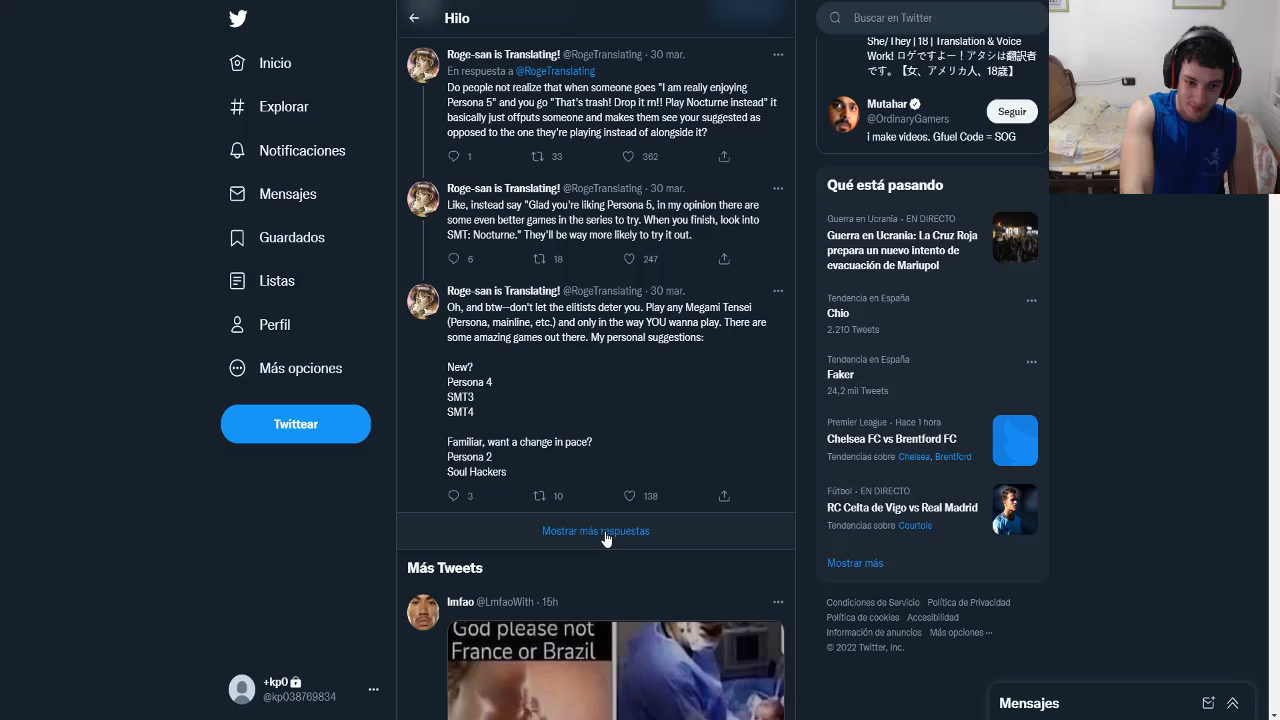 Inicio
Explorar
Notificaciones
Mensajes
Guardados
Listas
Perfil
Más opciones
Twittear
+kp0
@kp038769834
Hilo
Roge-san is Translating! @RogeTranslating · 30 mar.
En respuesta a @RogeTranslating
Do people realize that when someone goes "I am really enjoying
Persona 5!" and you go "That's trash! Drop it rn!! Play Nocturne instead" it
basically just puts someone off and makes them see your suggested as
opposed to the one they're playing instead of alongside it?
1 33 362
Roge-san is Translating! @RogeTranslating · 30 mar.
Like, instead say "Glad you're liking Persona 5, in my opinion there are
some even better games in the series to try. When you finish, look into
SMT: Nocturne." They'll be way more likely to try it out.
6 18 247
Roge-san is Translating! @RogeTranslating · 30 mar.
Oh, and btw--don't let the elitists deter you. Play any Megami Tensei
(Persona, mainline, etc.) and only in the way YOU wanna play. There are
some amazing games out there. My personal suggestions:
New?
Persona 4
SMT3
SMT4
Familiar, want a change in pace?
Persona 2
Soul Hackers
3 10 138
Mostrar más respuestas
Más Tweets
lmfao @LmfaoWith · 15h
God please not
France or Brazil
Buscar en Twitter
She/They | 18 | Translation & Voice
Work! ロゲですよー！アタシは翻訳者
です。【女、アメリカ人、18歳】
Mutahar
@OrdinaryGamers
Seguir
i make videos. Gfuel Code = SOG
Qué está pasando
Guerra en Ucrania · EN DIRECTO
Guerra en Ucrania: La Cruz Roja
prepara un nuevo intento de
evacuación de Mariupol
Tendencia en España
Chio
2.210 Tweets
Tendencia en España
Faker
24,2 mil Tweets
Premier League · Hace 1 hora
Chelsea FC vs Brentford FC
Tendencias sobre Chelsea, Brentford
Fútbol · EN DIRECTO
RC Celta de Vigo vs Real Madrid
Tendencias sobre Courtois
Mostrar más
Condiciones de Servicio Política de Privacidad
Política de cookies Accesibilidad
Información de anuncios Más opciones ···
© 2022 Twitter, Inc.
Mensajes